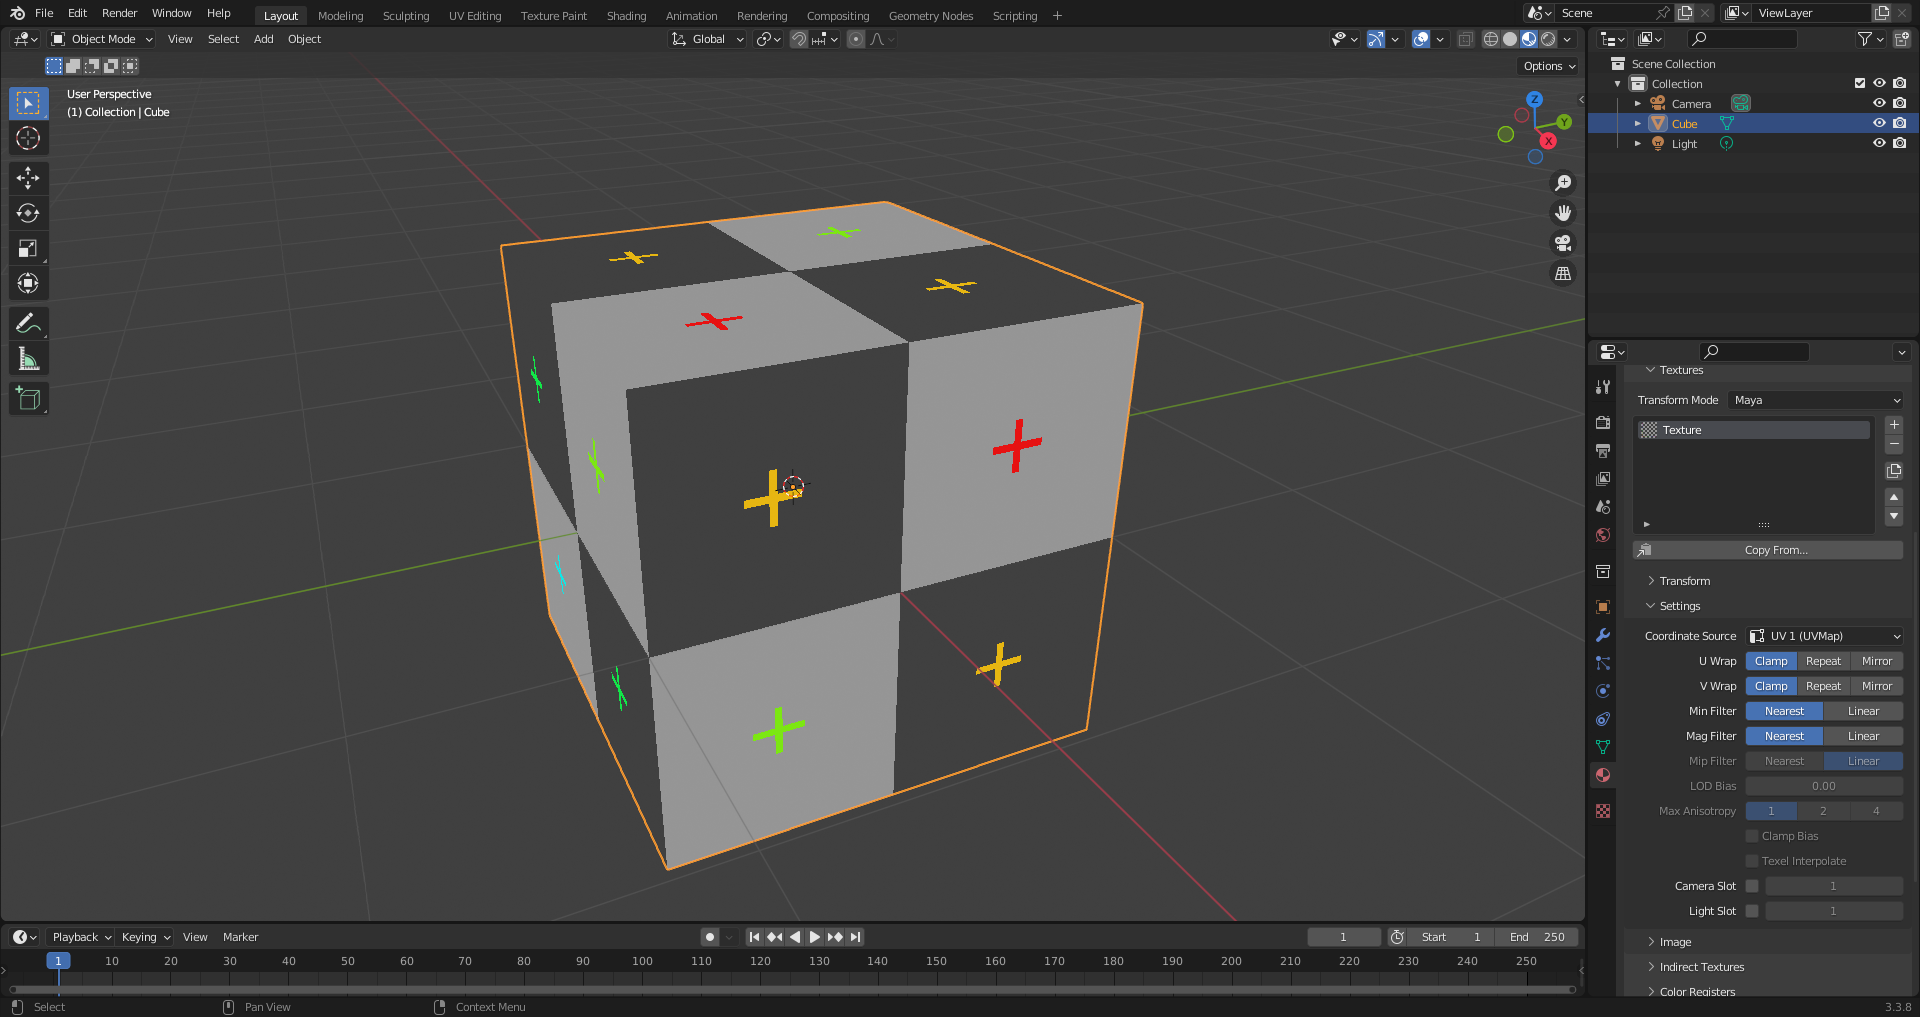 File Edit Render Window Help Layout Modeling Sculpting UV Editing Texture Paint Shading Animation Rendering Compositing Geometry Nodes Scripting + Scene ViewLayer
Object Mode View Select Add Object Global
Options
User Perspective
(1) Collection | Cube
Z
Y
X
Scene Collection
Collection
Camera
Cube
Light
Textures
Transform Mode Maya
Texture
Copy From...
Transform
Settings
Coordinate Source UV 1 (UVMap)
U Wrap Clamp Repeat Mirror
V Wrap Clamp Repeat Mirror
Min Filter Nearest Linear
Mag Filter Nearest Linear
Mip Filter Nearest Linear
LOD Bias 0.00
Max Anisotropy 1 2 4
Clamp Bias
Texel Interpolate
Camera Slot 1
Light Slot 1
Image
Indirect Textures
Color Registers
Playback Keying View Marker 1 Start 1 End 250
1 10 20 30 40 50 60 70 80 90 100 110 120 130 140 150 160 170 180 190 200 210 220 230 240 250
Select Pan View Context Menu 3.3.8